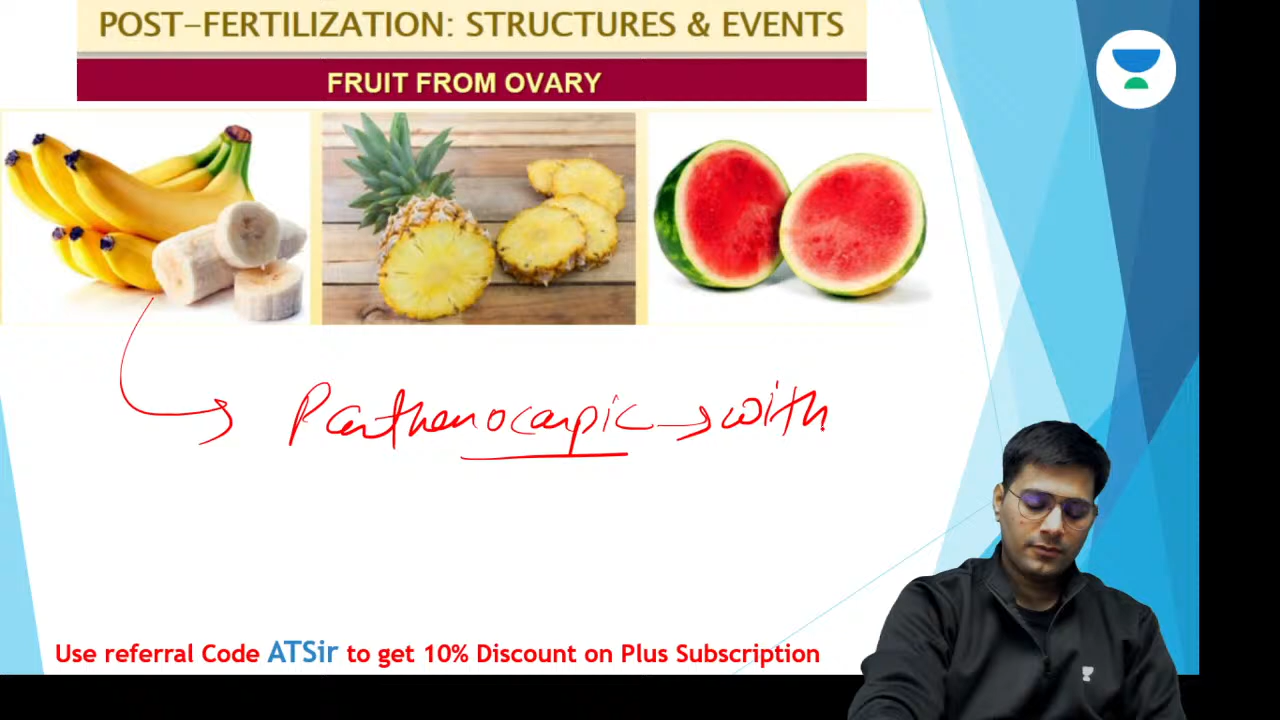 POST-FERTILIZATION: STRUCTURES & EVENTS
FRUIT FROM OVARY
Parthenocarpic → with
Use referral Code ATSir to get 10% Discount on Plus Subscription